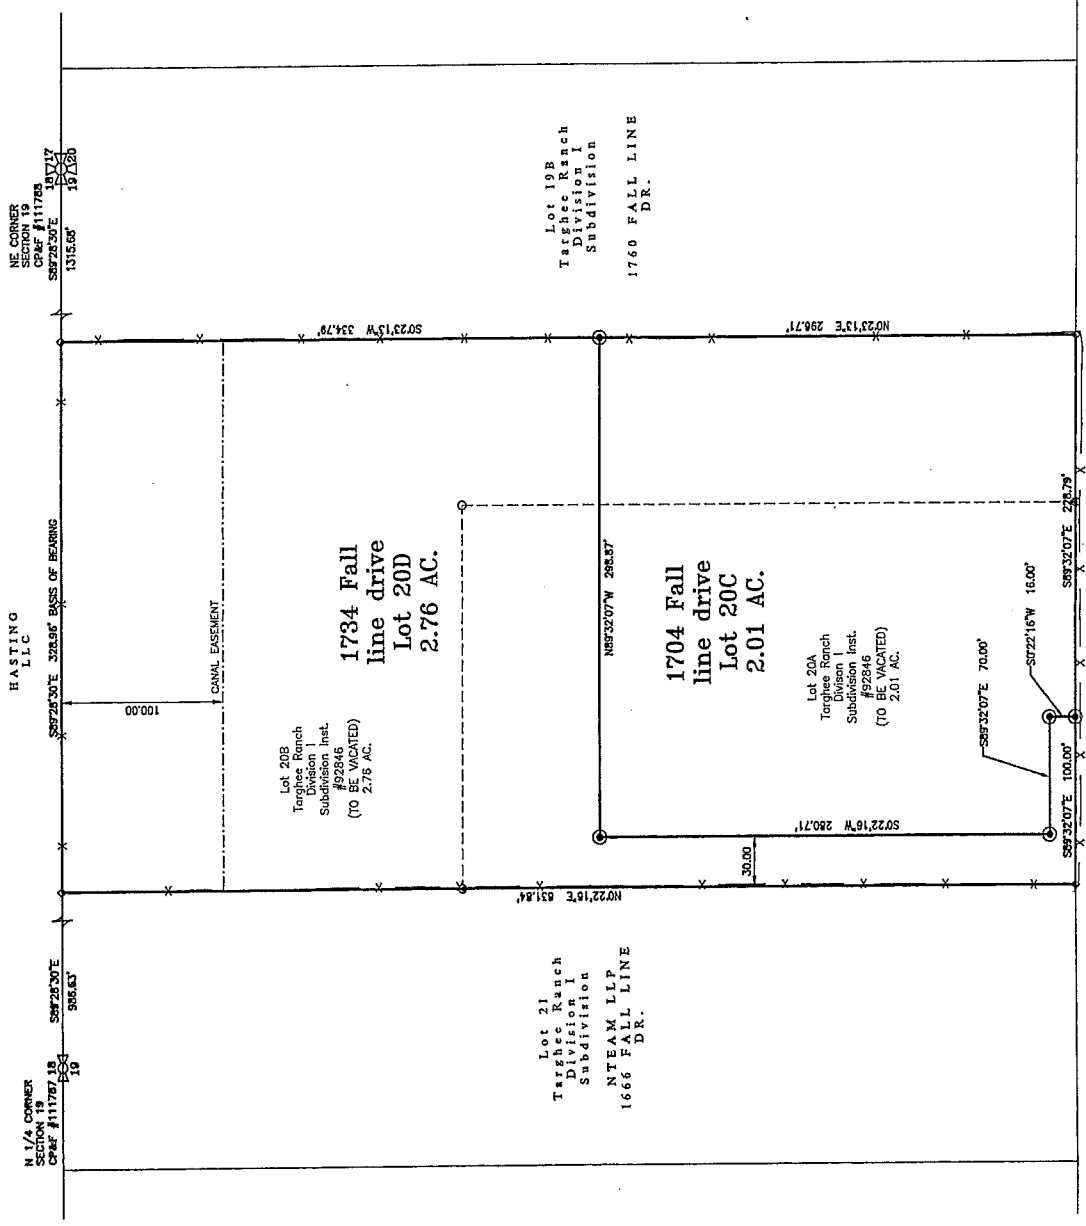 HASTING
LLC
NE CORNER
SECTION 19
CP&F #111788
S89°28'30"E
1315.68'
18 17
19 20
N 1/4 CORNER
SECTION 19
CP&F #111787
18
19
S89°28'30"E
985.63'
S89°28'30"E 328.96' BASIS OF BEARING
100.00
CANAL EASEMENT
S0°23'13"W 334.79'
N0°23'13"E 296.71'
Lot 19B
Targhee Ranch
Division I
Subdivision
1760 FALL LINE
DR.
1734 Fall
line drive
Lot 20D
2.76 AC.
Lot 20B
Targhee Ranch
Division I
Subdivision Inst.
#92846
(TO BE VACATED)
2.76 AC.
N89°32'07"W 298.87'
1704 Fall
line drive
Lot 20C
2.01 AC.
Lot 20A
Targhee Ranch
Divison I
Subdivision Inst.
#92846
(TO BE VACATED)
2.01 AC.
S0°22'16"W 280.71'
30.00
N0°22'16"E 631.84'
S89°32'07"E 70.00'
S0°22'16"W 16.00'
S89°32'07"E 100.00'
S89°32'07"E 228.79'
Lot 21
Targhee Ranch
Division I
Subdivision
NTEAM LLP
1666 FALL LINE
DR.